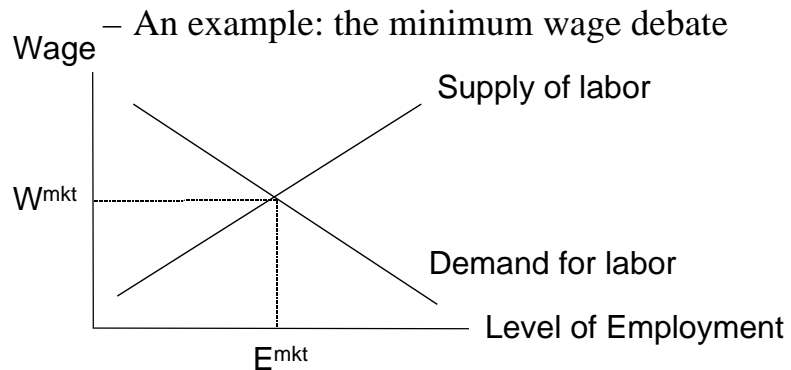 – An example: the minimum wage debate
Wage
Supply of labor
Wmkt
Demand for labor
Level of Employment
Emkt